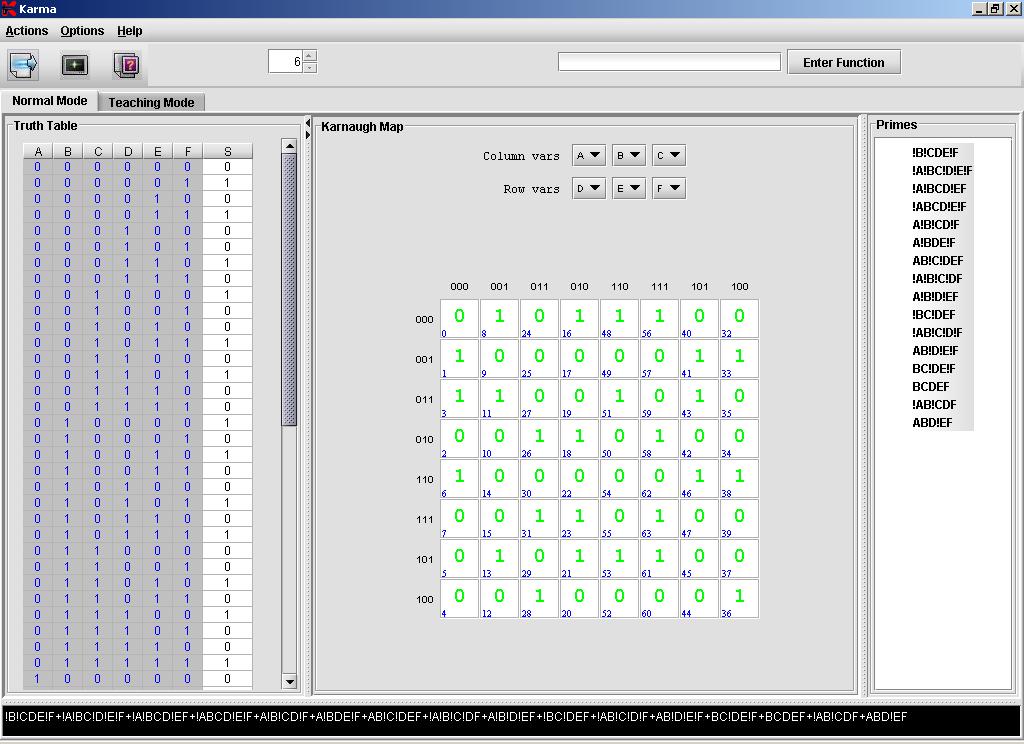 Karma
Actions Options Help
6
Enter Function
Normal Mode Teaching Mode
Truth Table
A B C D E F S
0 0 0 0 0 0 0
0 0 0 0 0 1 1
0 0 0 0 1 0 0
0 0 0 0 1 1 1
0 0 0 1 0 0 0
0 0 0 1 0 1 0
0 0 0 1 1 0 1
0 0 0 1 1 1 0
0 0 1 0 0 0 1
0 0 1 0 0 1 0
0 0 1 0 1 0 0
0 0 1 0 1 1 1
0 0 1 1 0 0 0
0 0 1 1 0 1 1
0 0 1 1 1 0 0
0 0 1 1 1 1 0
0 1 0 0 0 0 1
0 1 0 0 0 1 0
0 1 0 0 1 0 1
0 1 0 0 1 1 0
0 1 0 1 0 0 0
0 1 0 1 0 1 1
0 1 0 1 1 0 0
0 1 0 1 1 1 1
0 1 1 0 0 0 0
0 1 1 0 0 1 0
0 1 1 0 1 0 1
0 1 1 0 1 1 0
0 1 1 1 0 0 1
0 1 1 1 0 1 0
0 1 1 1 1 0 0
0 1 1 1 1 1 1
1 0 0 0 0 0 0
Karnaugh Map
Column vars A B C
Row vars D E F
000 001 011 010 110 111 101 100
000 0 1 0 1 1 1 0 0
0 8 24 16 48 56 40 32
001 1 0 0 0 0 0 1 1
1 9 25 17 49 57 41 33
011 1 1 0 0 1 0 1 0
3 11 27 19 51 59 43 35
010 0 0 1 1 0 1 0 0
2 10 26 18 50 58 42 34
110 1 0 0 0 0 0 1 1
6 14 30 22 54 62 46 38
111 0 0 1 1 0 1 0 0
7 15 31 23 55 63 47 39
101 0 1 0 1 1 1 0 0
5 13 29 21 53 61 45 37
100 0 0 1 0 0 0 0 1
4 12 28 20 52 60 44 36
Primes
!B!CDE!F
!A!BC!D!E!F
!A!BCD!EF
!ABCD!E!F
A!B!CD!F
A!BDE!F
AB!C!DEF
!A!B!C!DF
A!B!D!EF
!BC!DEF
!AB!C!D!F
AB!D!E!F
BC!DE!F
BCDEF
!AB!CDF
ABD!EF
!B!CDE!F+!A!BC!D!E!F+!A!BCD!EF+!ABCD!E!F+A!B!CD!F+A!BDE!F+AB!C!DEF+!A!B!C!DF+A!B!D!EF+!BC!DEF+!AB!C!D!F+AB!D!E!F+BC!DE!F+BCDEF+!AB!CDF+ABD!EF